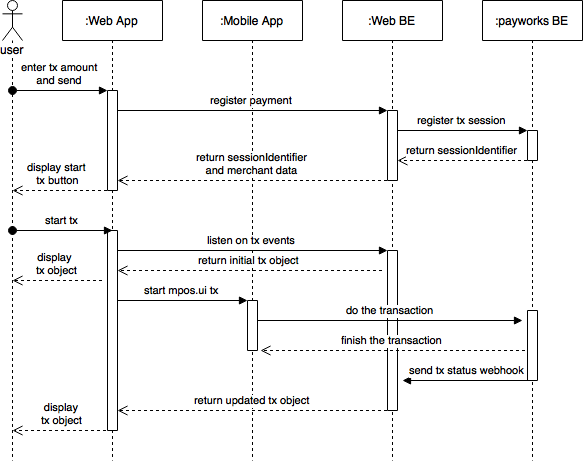 :Web App
:Mobile App
:Web BE
:payworks BE
user
enter tx amount
and send
register payment
register tx session
return sessionIdentifier
return sessionIdentifier
and merchant data
display start
tx button
start tx
listen on tx events
return initial tx object
display
tx object
start mpos.ui tx
do the transaction
finish the transaction
send tx status webhook
return updated tx object
display
tx object